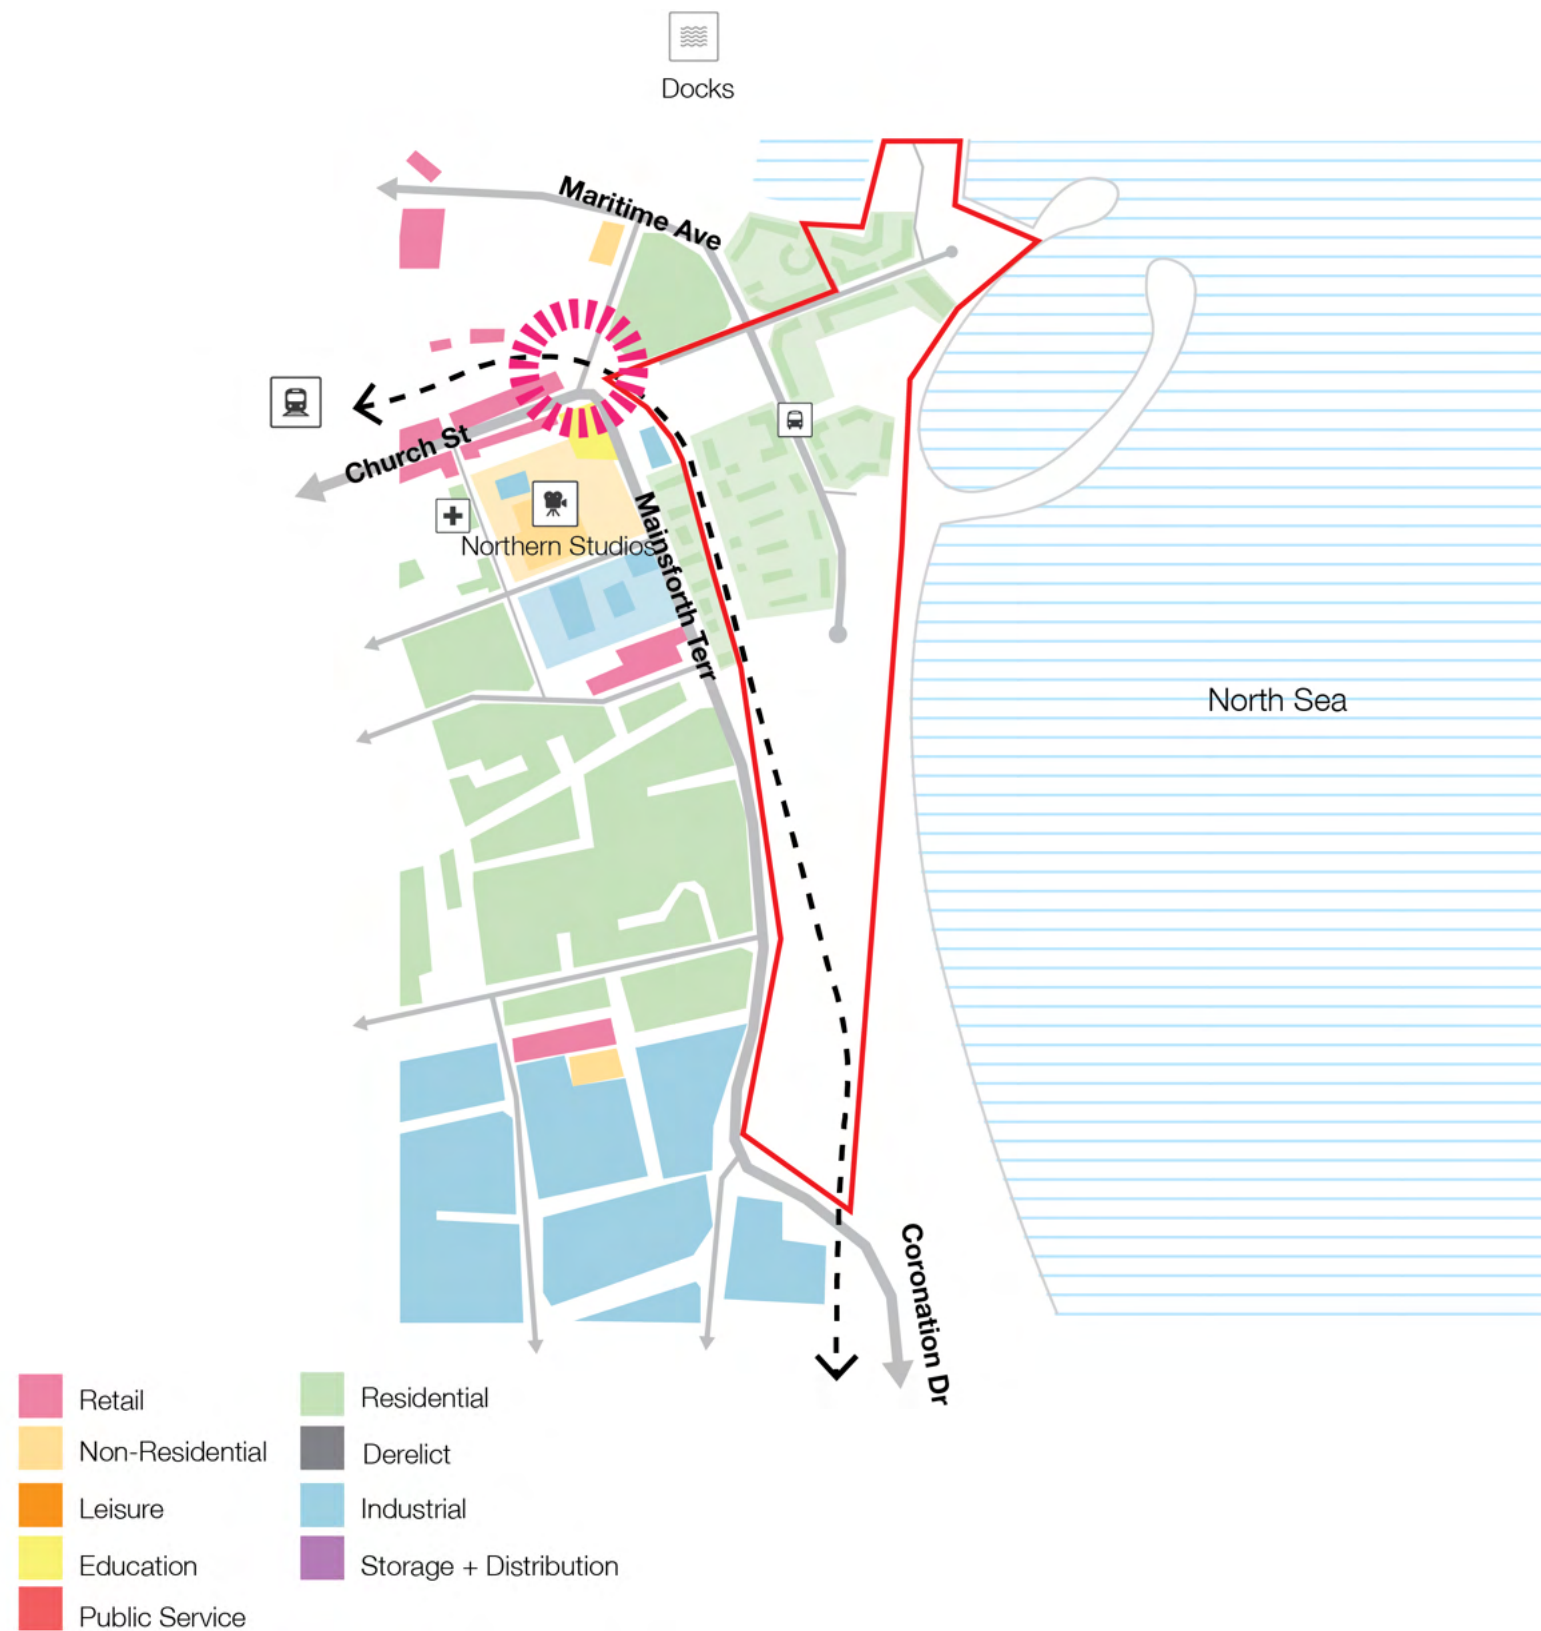 Docks
Maritime Ave
Church St
Northern Studios
Mainsforth Terr
North Sea
Coronation Dr
Retail
Residential
Non-Residential
Derelict
Leisure
Industrial
Education
Storage + Distribution
Public Service